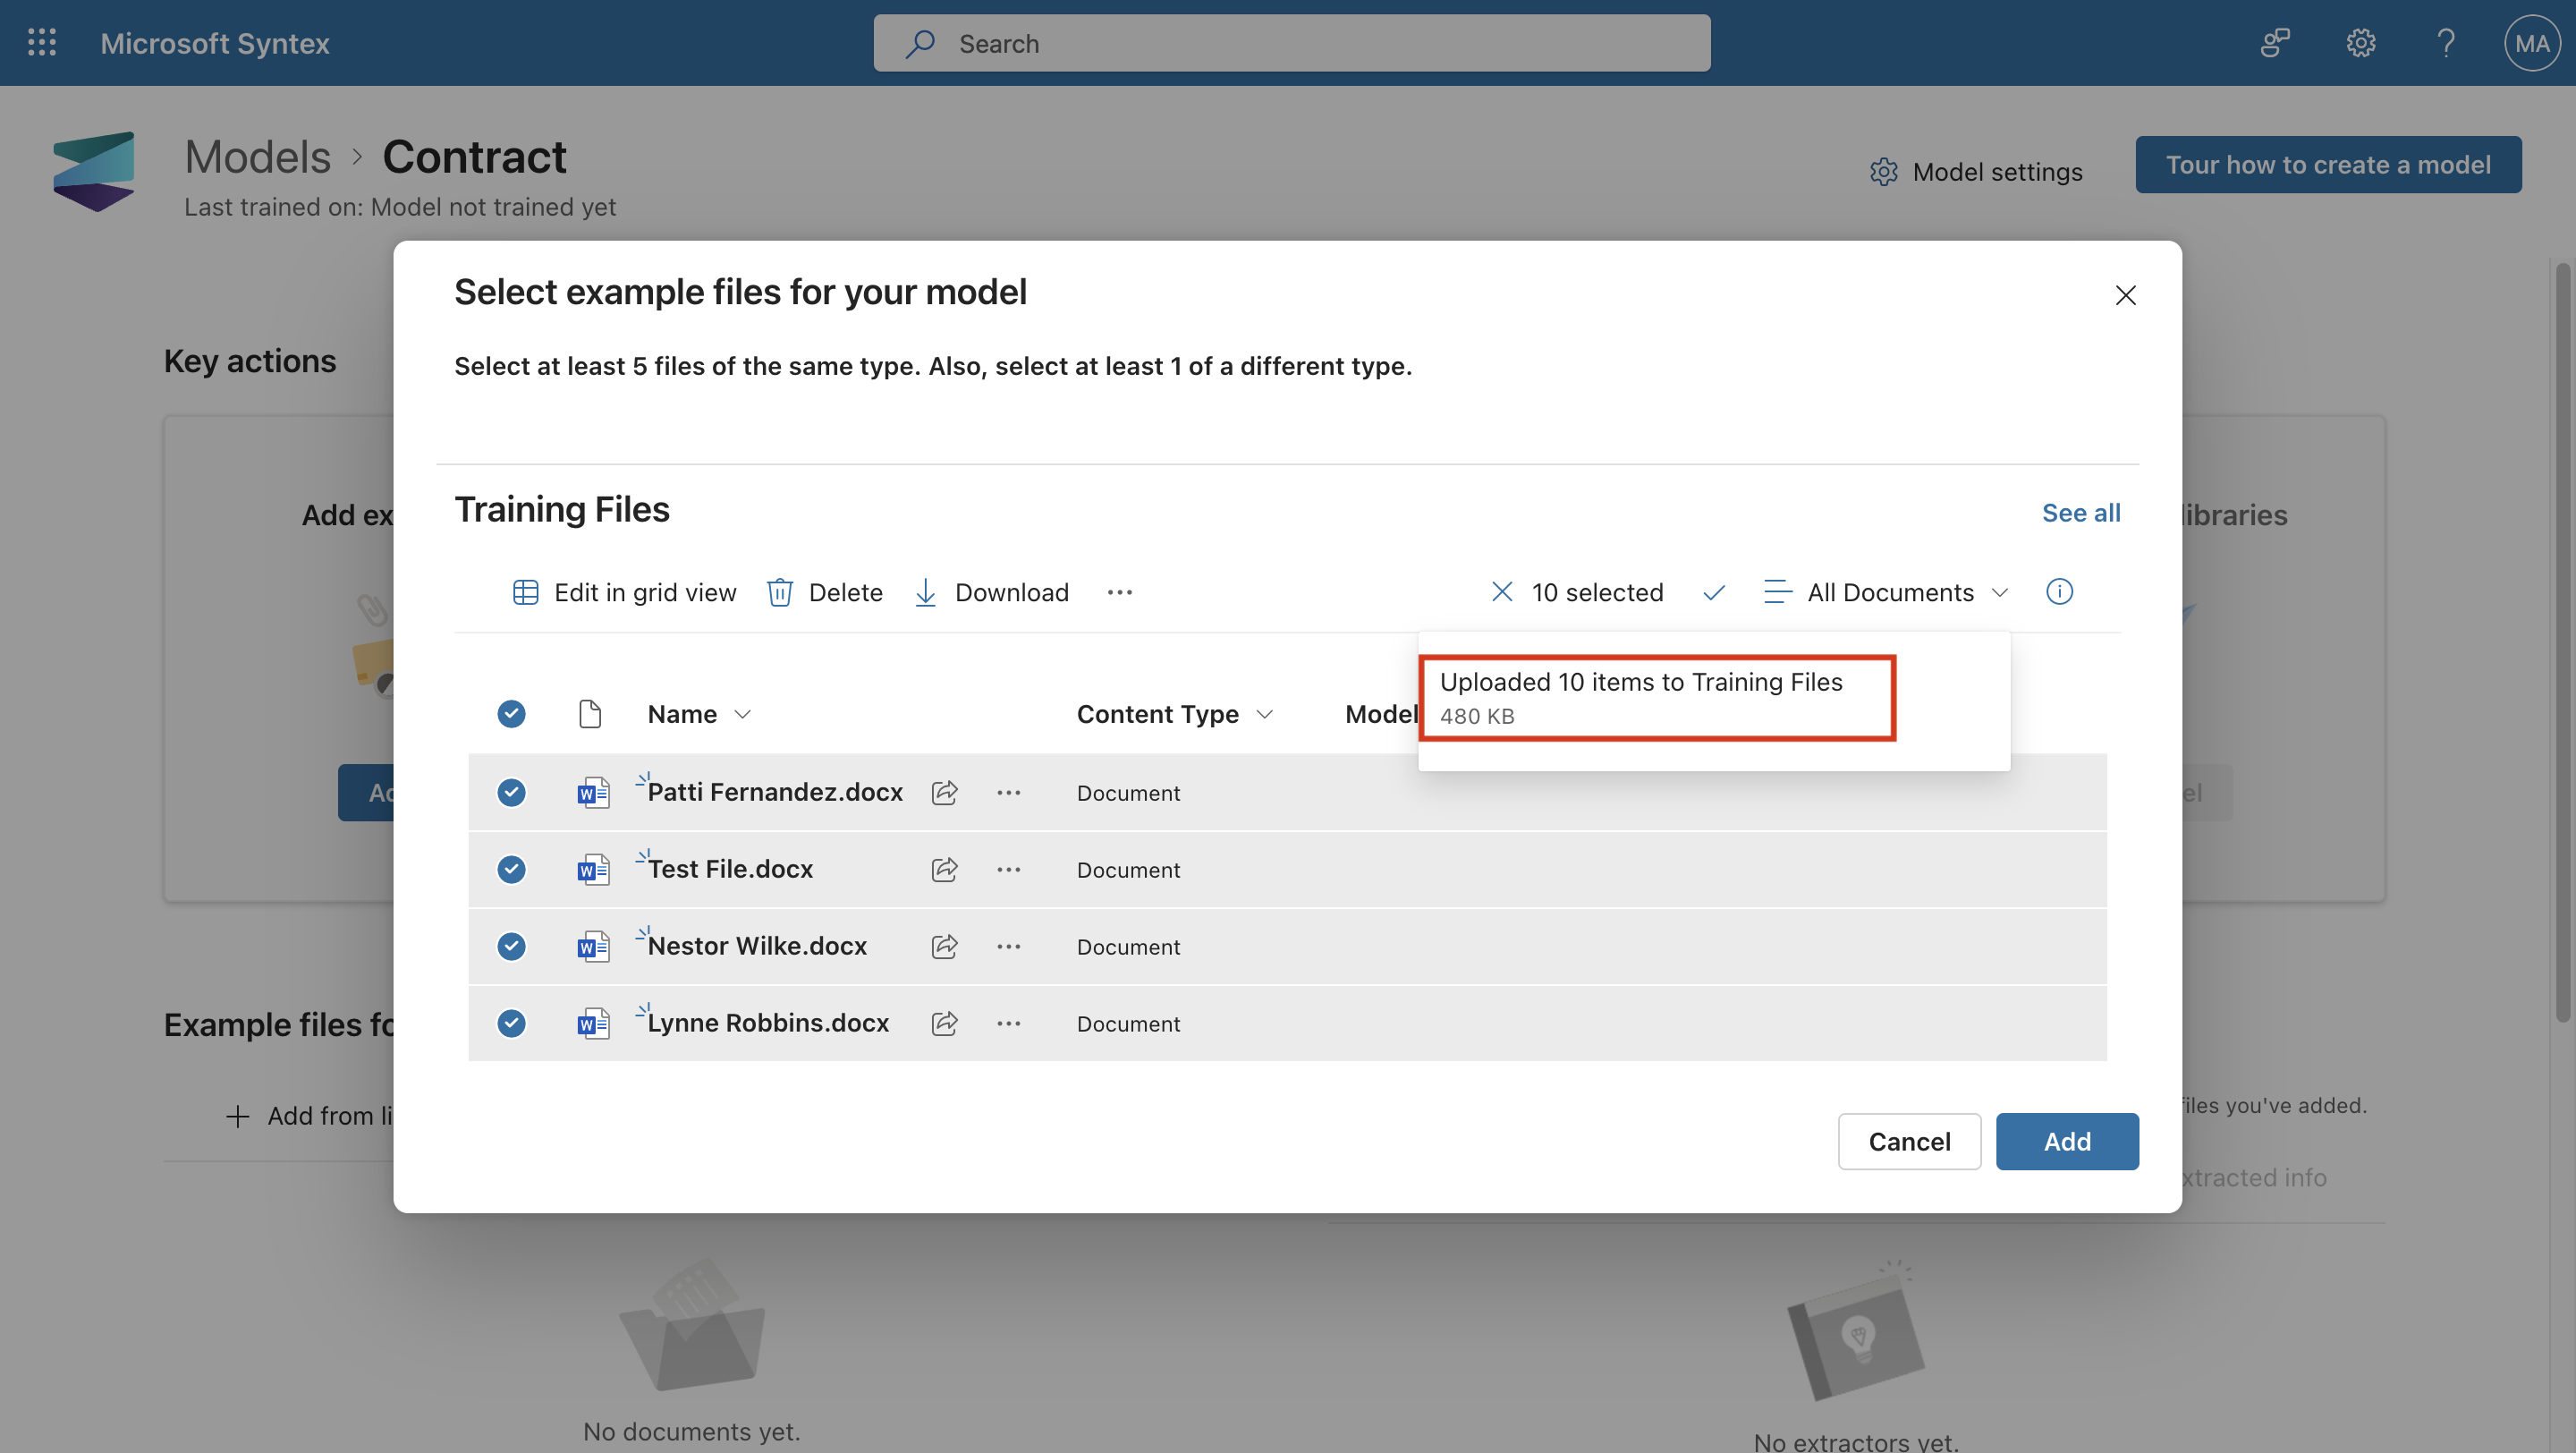 Microsoft Syntex
Search
MA
Models > Contract
Last trained on: Model not trained yet
Model settings
Tour how to create a model
Select example files for your model
Select at least 5 files of the same type. Also, select at least 1 of a different type.
Key actions
Training Files
See all
Add ex
libraries
Edit in grid view
Delete
Download
10 selected
All Documents
Uploaded 10 items to Training Files
480 KB
Name
Content Type
Model
Patti Fernandez.docx
Document
Ad
el
Test File.docx
Document
Nestor Wilke.docx
Document
Lynne Robbins.docx
Document
Example files fo
Add from li
files you've added.
Cancel
Add
xtracted info
No documents yet.
No extractors yet.